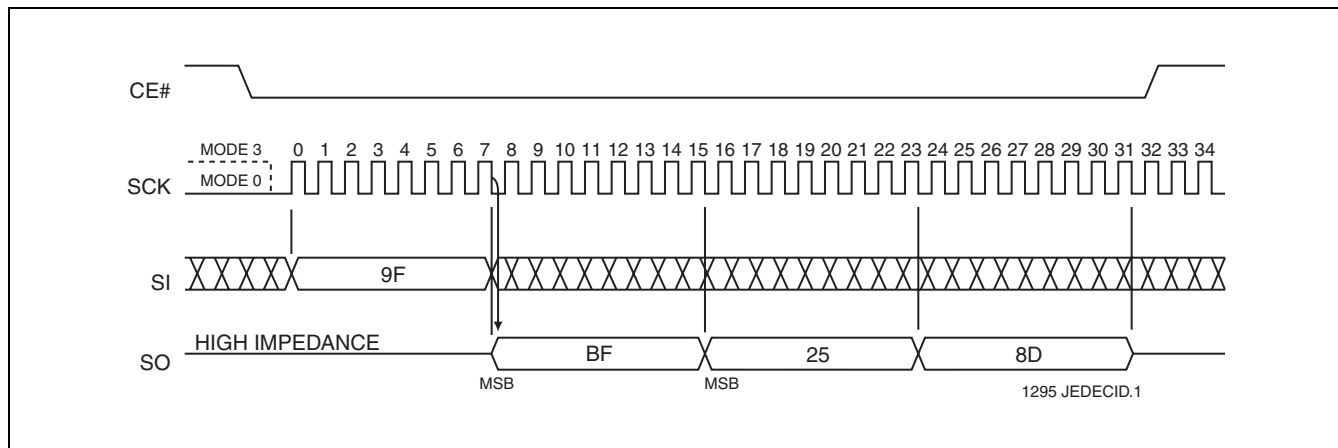 CE#
MODE 3
0 1 2 3 4 5 6 7 8 9 10 11 12 13 14 15 16 17 18 19 20 21 22 23 24 25 26 27 28 29 30 31 32 33 34
SCK
MODE 0
SI
9F
HIGH IMPEDANCE
SO
BF
25
8D
MSB
MSB
1295 JEDECID.1